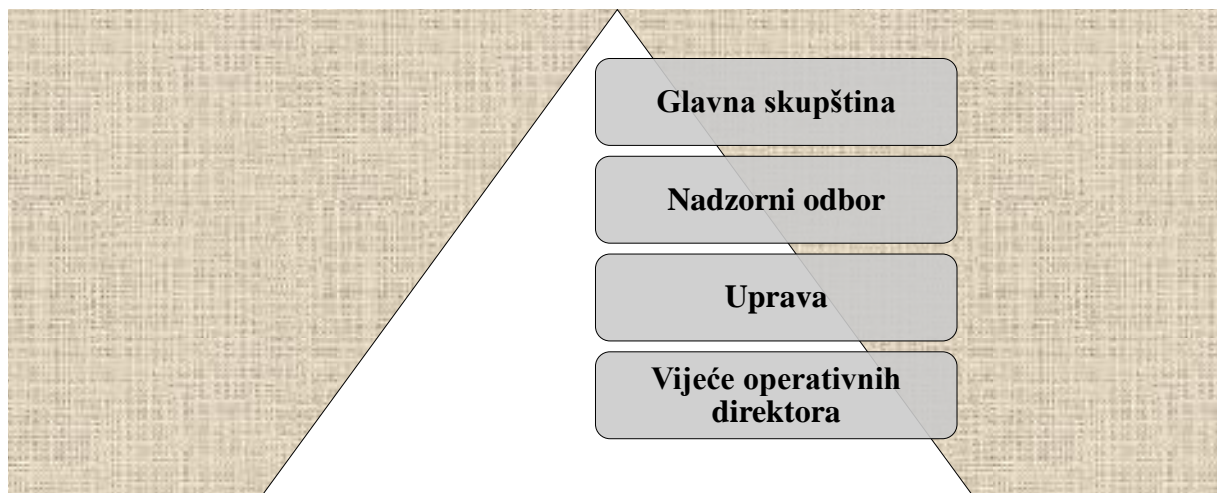 Glavna skupština
Nadzorni odbor
Uprava
Vijeće operativnih
direktora